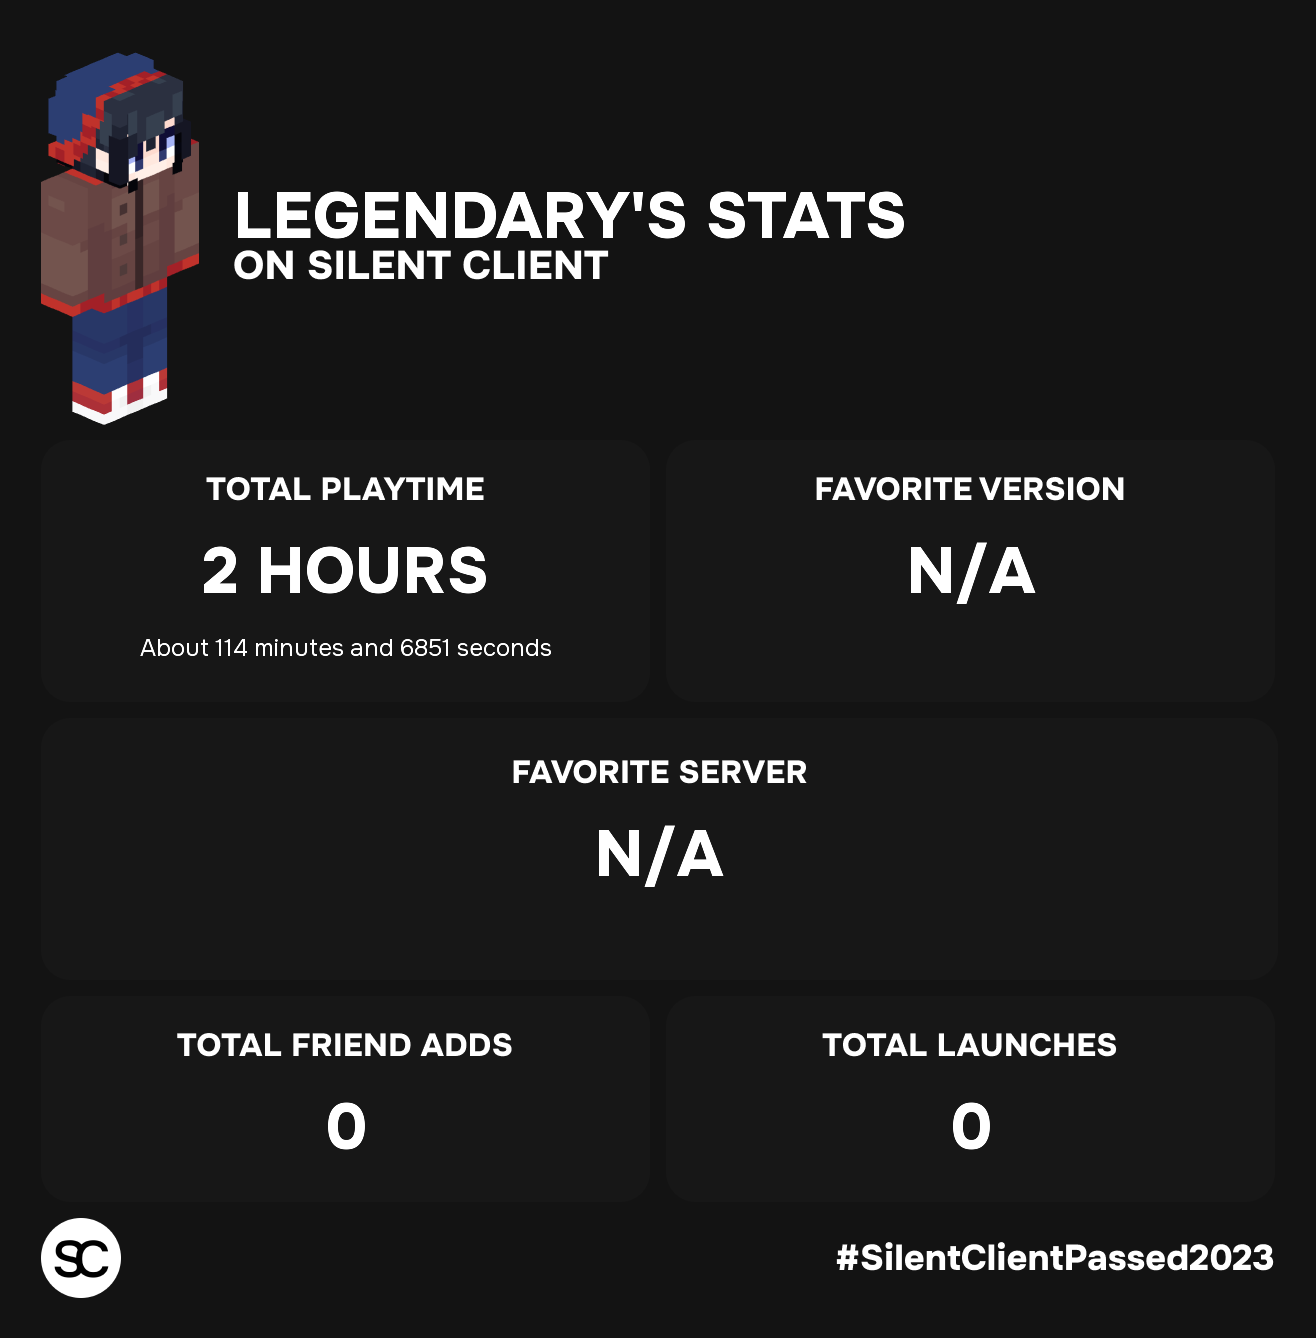 LEGENDARY'S STATS
ON SILENT CLIENT
TOTAL PLAYTIME
2 HOURS
About 114 minutes and 6851 seconds
FAVORITE VERSION
N/A
FAVORITE SERVER
N/A
TOTAL FRIEND ADDS
0
TOTAL LAUNCHES
0
SC
#SilentClientPassed2023